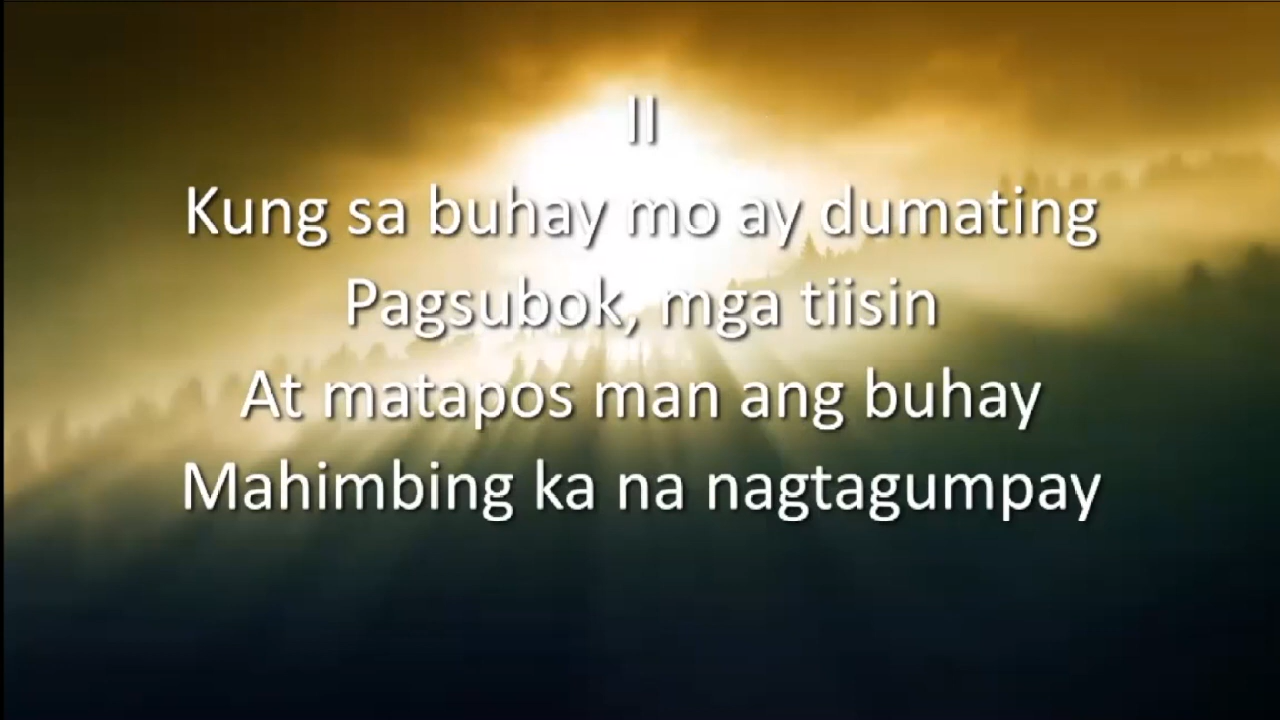 II
Kung sa buhay mo ay dumating
Pagsubok, mga tiisin
At matapos man ang buhay
Mahimbing ka na nagtagumpay